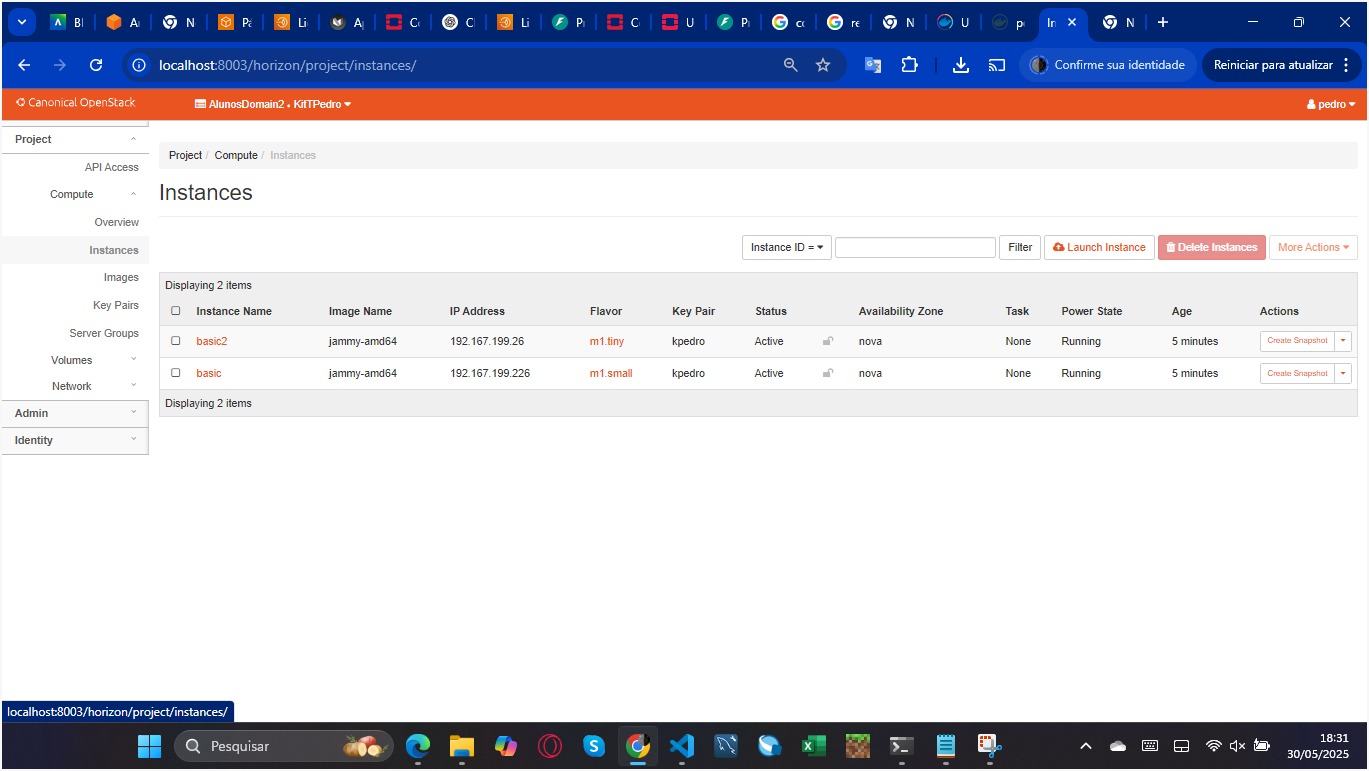 Bl
Ar
N
Pa
Li
A
Co
C
Li
Pr
C
U
Pr
cc
re
N
U
p
In
N
localhost:8003/horizon/project/instances/
Confirme sua identidade
Reiniciar para atualizar
Canonical OpenStack
AlunosDomain2 • KifTPedro
pedro
Project
API Access
Compute
Overview
Instances
Images
Key Pairs
Server Groups
Volumes
Network
Admin
Identity
Project / Compute / Instances
Instances
Instance ID = Filter Launch Instance Delete Instances More Actions
Displaying 2 items
Instance Name Image Name IP Address Flavor Key Pair Status Availability Zone Task Power State Age Actions
basic2 jammy-amd64 192.167.199.26 m1.tiny kpedro Active nova None Running 5 minutes Create Snapshot
basic jammy-amd64 192.167.199.226 m1.small kpedro Active nova None Running 5 minutes Create Snapshot
Displaying 2 items
localhost:8003/horizon/project/instances/
Pesquisar
18:31
30/05/2025